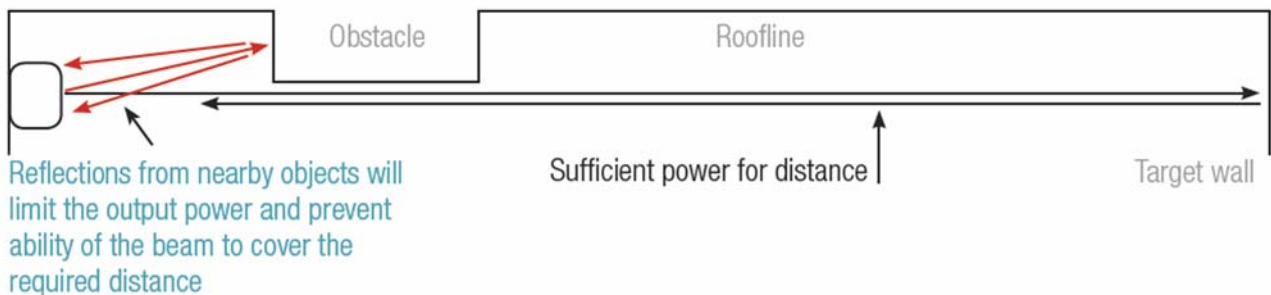 Obstacle
Roofline
Sufficient power for distance
Target wall
Reflections from nearby objects will
limit the output power and prevent
ability of the beam to cover the
required distance